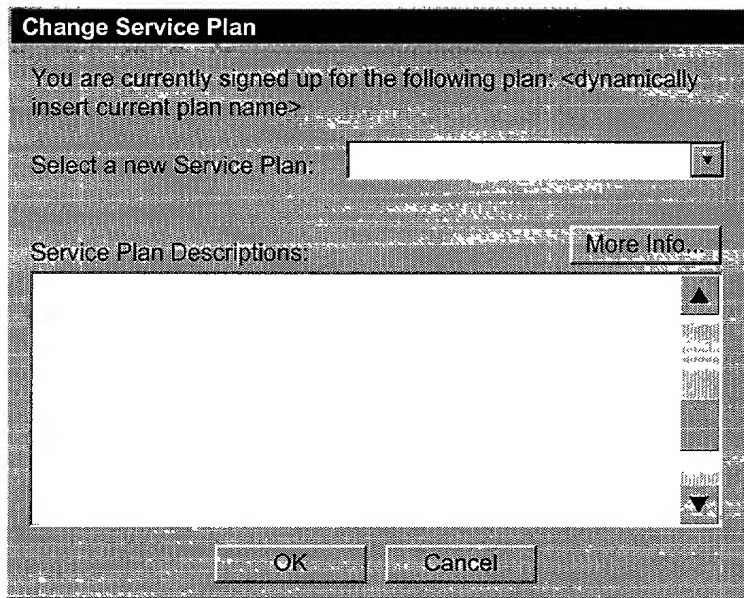 Change Service Plan
You are currently signed up for the following plan: <dynamically
insert current plan name>
Select a new Service Plan:
More Info...
Service Plan Descriptions:
OK
Cancel